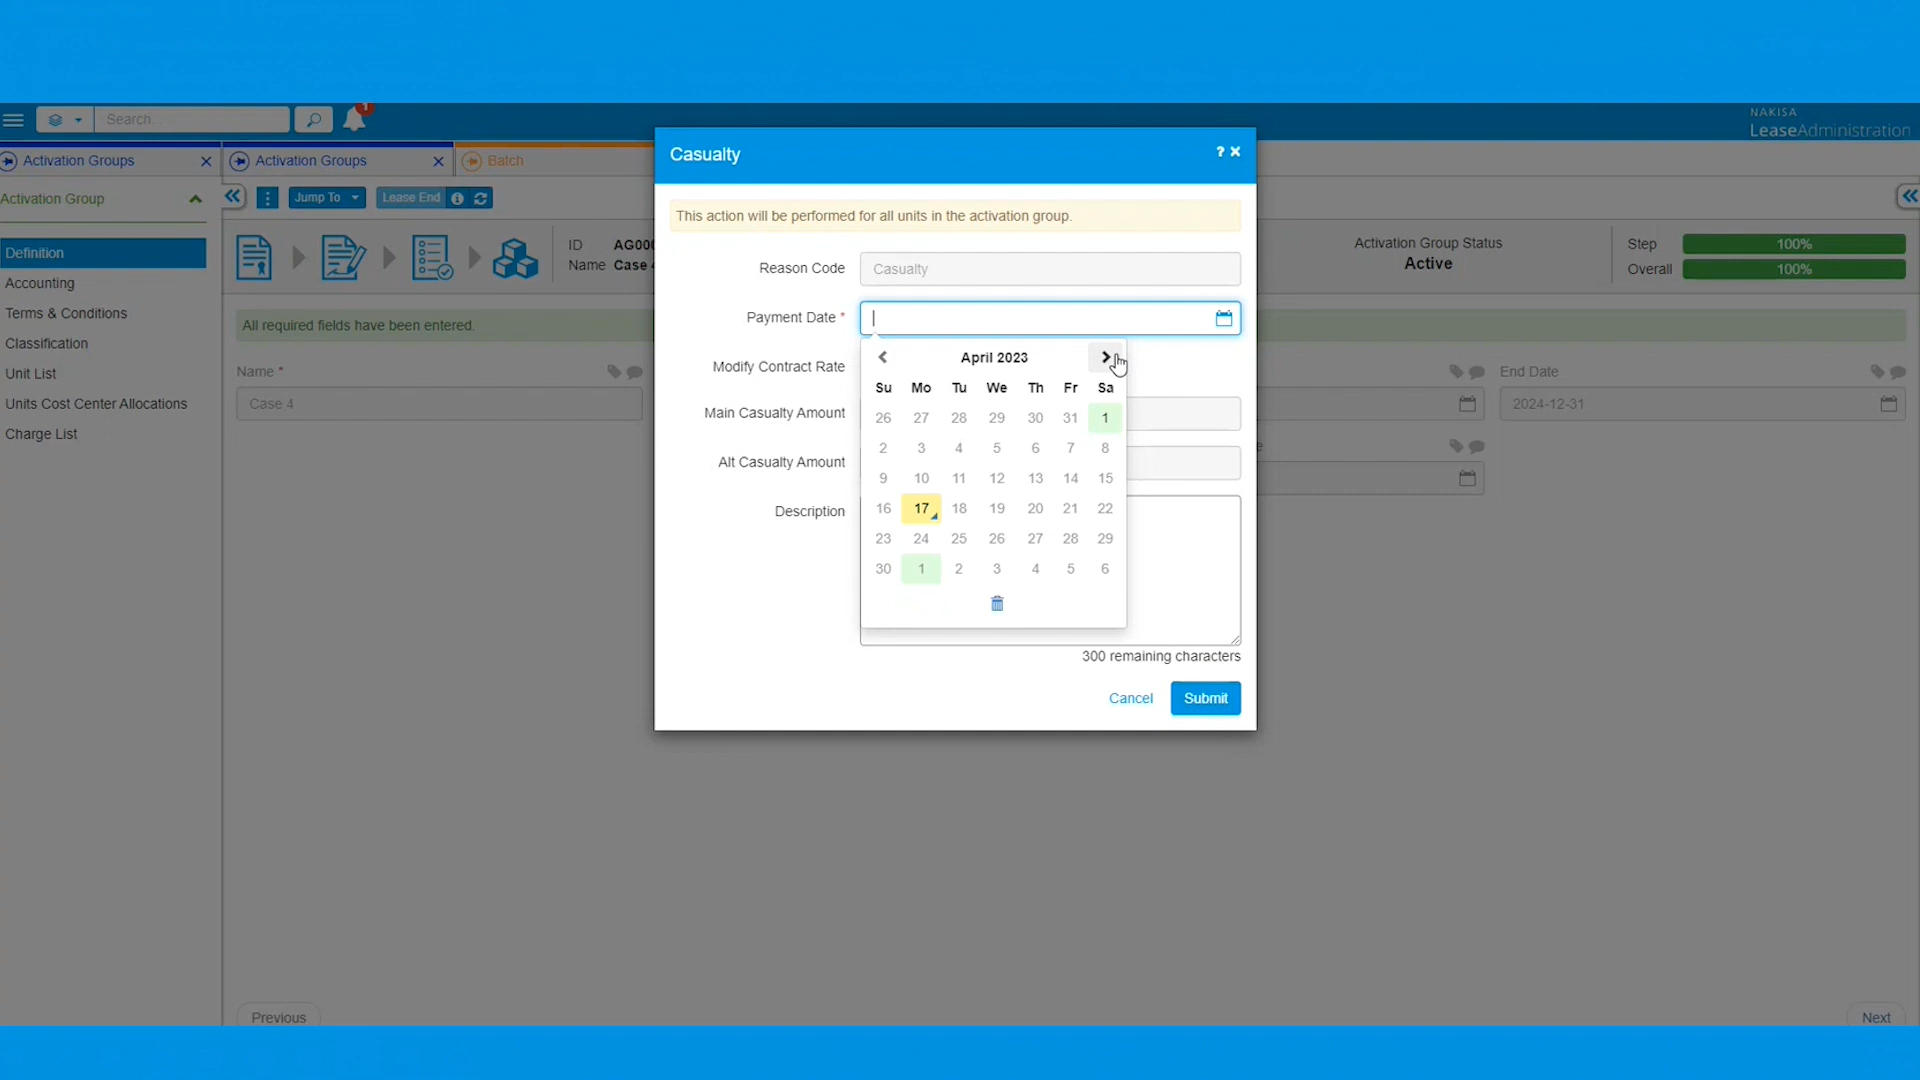 Search...
1
NAKISA
LeaseAdministration
Activation Groups
Activation Groups
Batch
Activation Group
Jump To
Lease End
Definition
Accounting
Terms & Conditions
Classification
Unit List
Units Cost Center Allocations
Charge List
ID AG000
Name Case 4
Activation Group Status
Active
Step 100%
Overall 100%
All required fields have been entered.
Name *
Case 4
End Date
2024-12-31
Casualty
? ×
This action will be performed for all units in the activation group.
Reason Code Casualty
Payment Date *
Modify Contract Rate
Main Casualty Amount
Alt Casualty Amount
Description
April 2023
Su Mo Tu We Th Fr Sa
26 27 28 29 30 31 1
2 3 4 5 6 7 8
9 10 11 12 13 14 15
16 17 18 19 20 21 22
23 24 25 26 27 28 29
30 1 2 3 4 5 6
300 remaining characters
Cancel Submit
Previous
Next